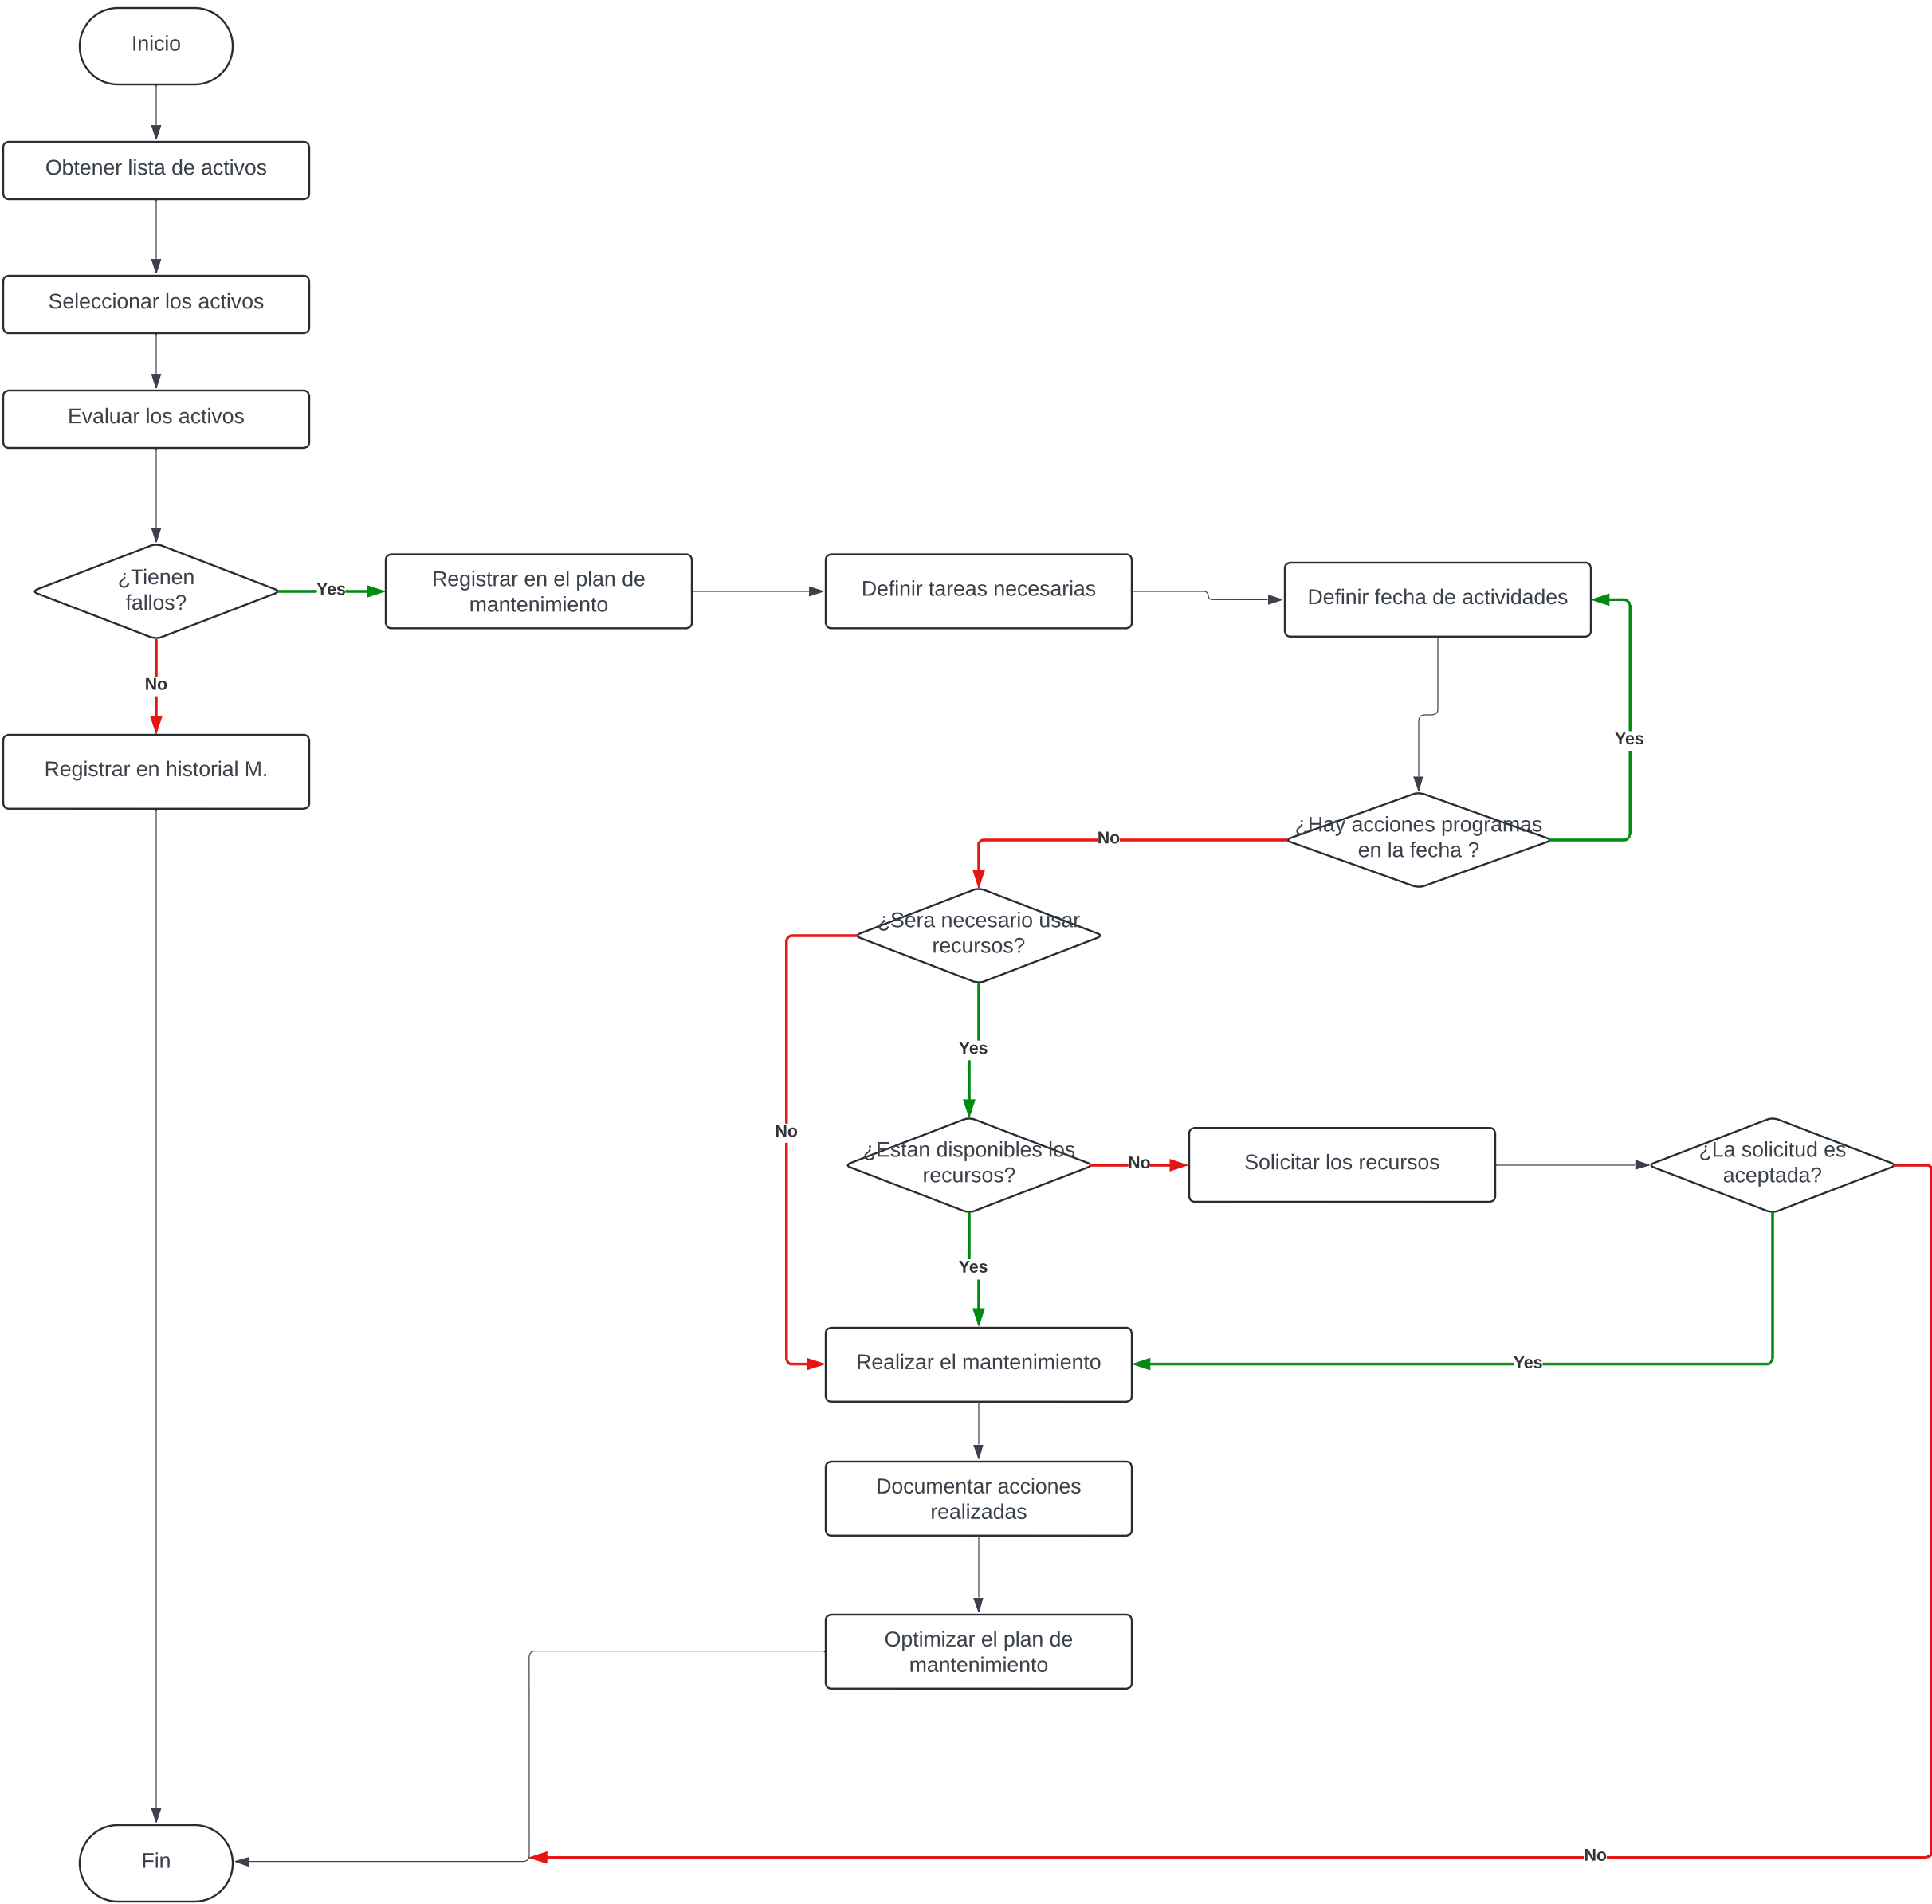 Inicio
Obtener lista de activos
Seleccionar los activos
Evaluar los activos
¿Tienen
fallos?
Yes
Registrar en el plan de
mantenimiento
Definir tareas necesarias
Definir fecha de actividades
No
Registrar en historial M.
Yes
¿Hay acciones programas
en la fecha ?
No
¿Sera necesario usar
recursos?
Yes
No
¿Estan disponibles los
recursos?
No
Solicitar los recursos
¿La solicitud es
aceptada?
Yes
Realizar el mantenimiento
Yes
Documentar acciones
realizadas
Optimizar el plan de
mantenimiento
No
Fin